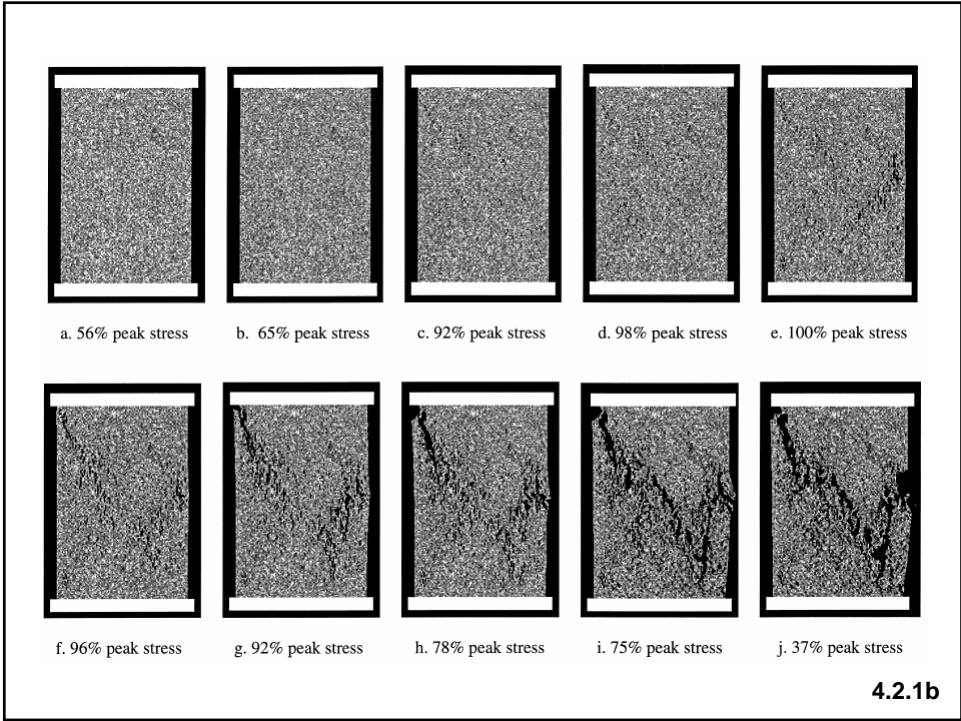 a. 56% peak stress
b. 65% peak stress
c. 92% peak stress
d. 98% peak stress
e. 100% peak stress
f. 96% peak stress
g. 92% peak stress
h. 78% peak stress
i. 75% peak stress
j. 37% peak stress
4.2.1b